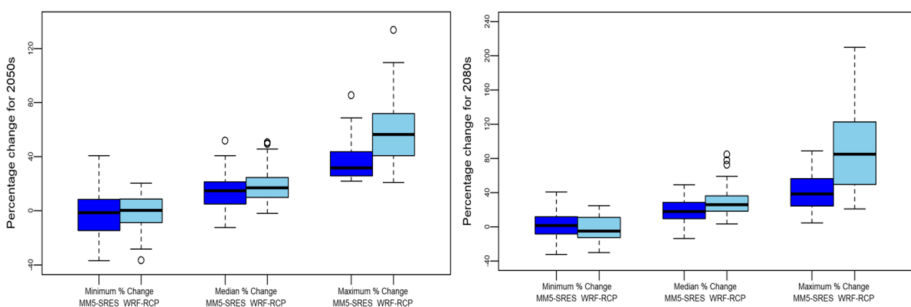 Percentage change for 2050s
120
80
40
0
-40
Minimum % Change
MM5-SRES WRF-RCP
Median % Change
MM5-SRES WRF-RCP
Maximum % Change
MM5-SRES WRF-RCP
Percentage change for 2080s
240
200
160
120
80
40
0
-40
Minimum % Change
MM5-SRES WRF-RCP
Median % Change
MM5-SRES WRF-RCP
Maximum % Change
MM5-SRES WRF-RCP